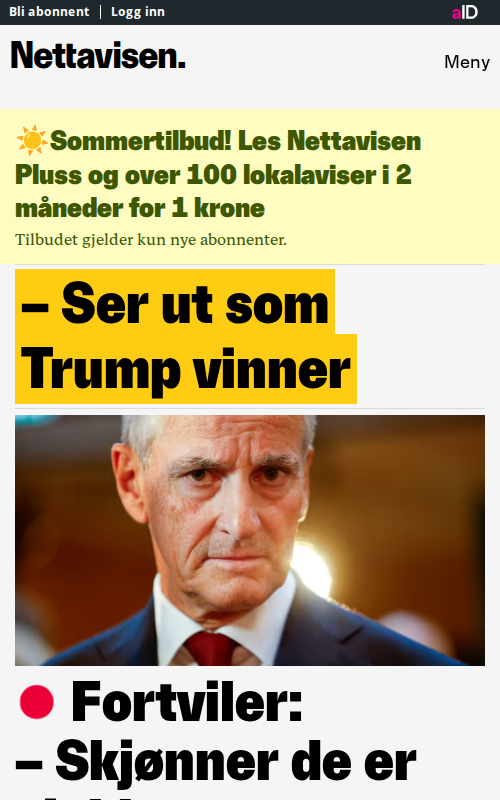 Bli abonnent
Logg inn
aID
Nettavisen.
Meny
☀️Sommertilbud! Les Nettavisen
Pluss og over 100 lokalaviser i 2
måneder for 1 krone
Tilbudet gjelder kun nye abonnenter.
– Ser ut som
Trump vinner
🔴 Fortviler:
– Skjønner de er